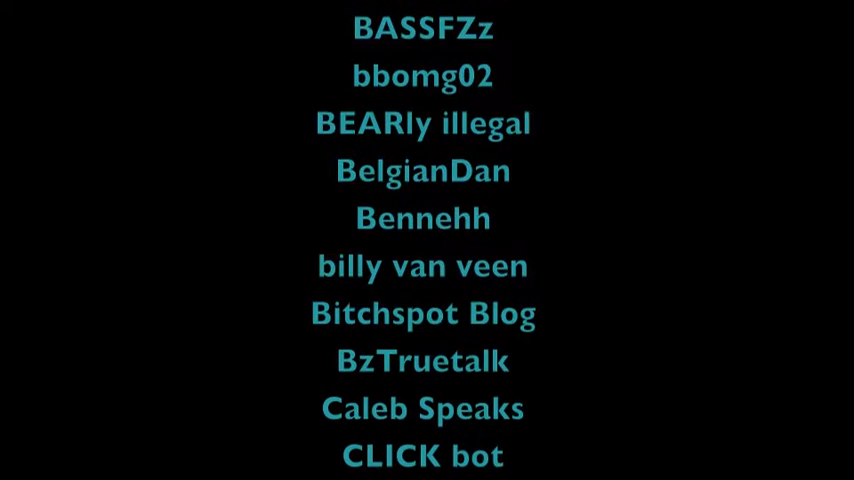 BASSFZz
bbomg02
BEARly illegal
BelgianDan
Bennehh
billy van veen
Bitchspot Blog
BzTruetalk
Caleb Speaks
CLICK bot